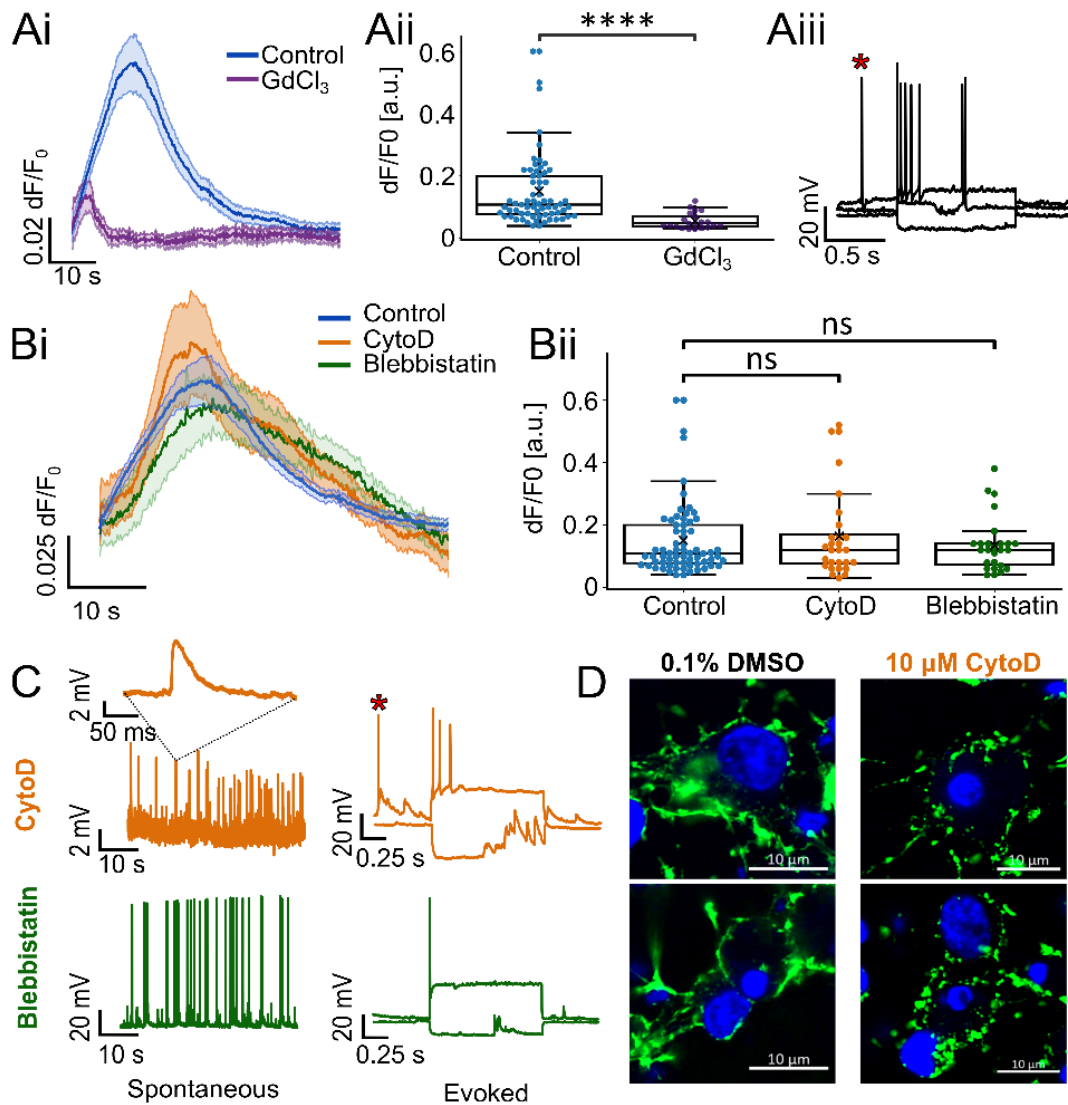 Ai
Control
GdCl₃
0.02 dF/F₀
10 s
Aii
****
dF/F0 [a.u.]
0.6
0.4
0.2
0
Control
GdCl₃
Aiii
*
20 mV
0.5 s
Bi
Control
CytoD
Blebbistatin
0.025 dF/F₀
10 s
Bii
ns
ns
dF/F0 [a.u.]
0.6
0.4
0.2
0
Control
CytoD
Blebbistatin
C
2 mV
50 ms
CytoD
2 mV
10 s
*
20 mV
0.25 s
Blebbistatin
20 mV
10 s
20 mV
0.25 s
Spontaneous
Evoked
D
0.1% DMSO
10 µM CytoD
10 µm
10 µm
10 µm
10 µm